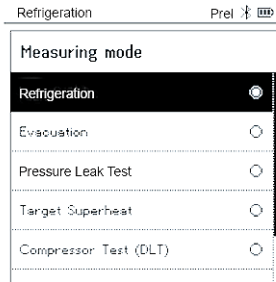 Refrigeration Prel
Measuring mode
Refrigeration
Evacuation
Pressure Leak Test
Target Superheat
Compressor Test (DLT)